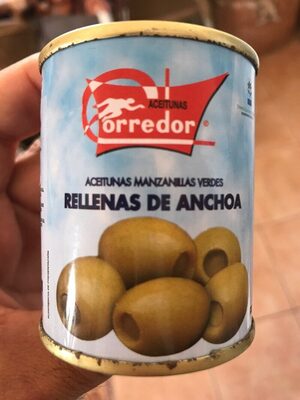 ACEITUNAS
Corredor
ACEITUNAS MANZANILLAS VERDES
RELLENAS DE ANCHOA